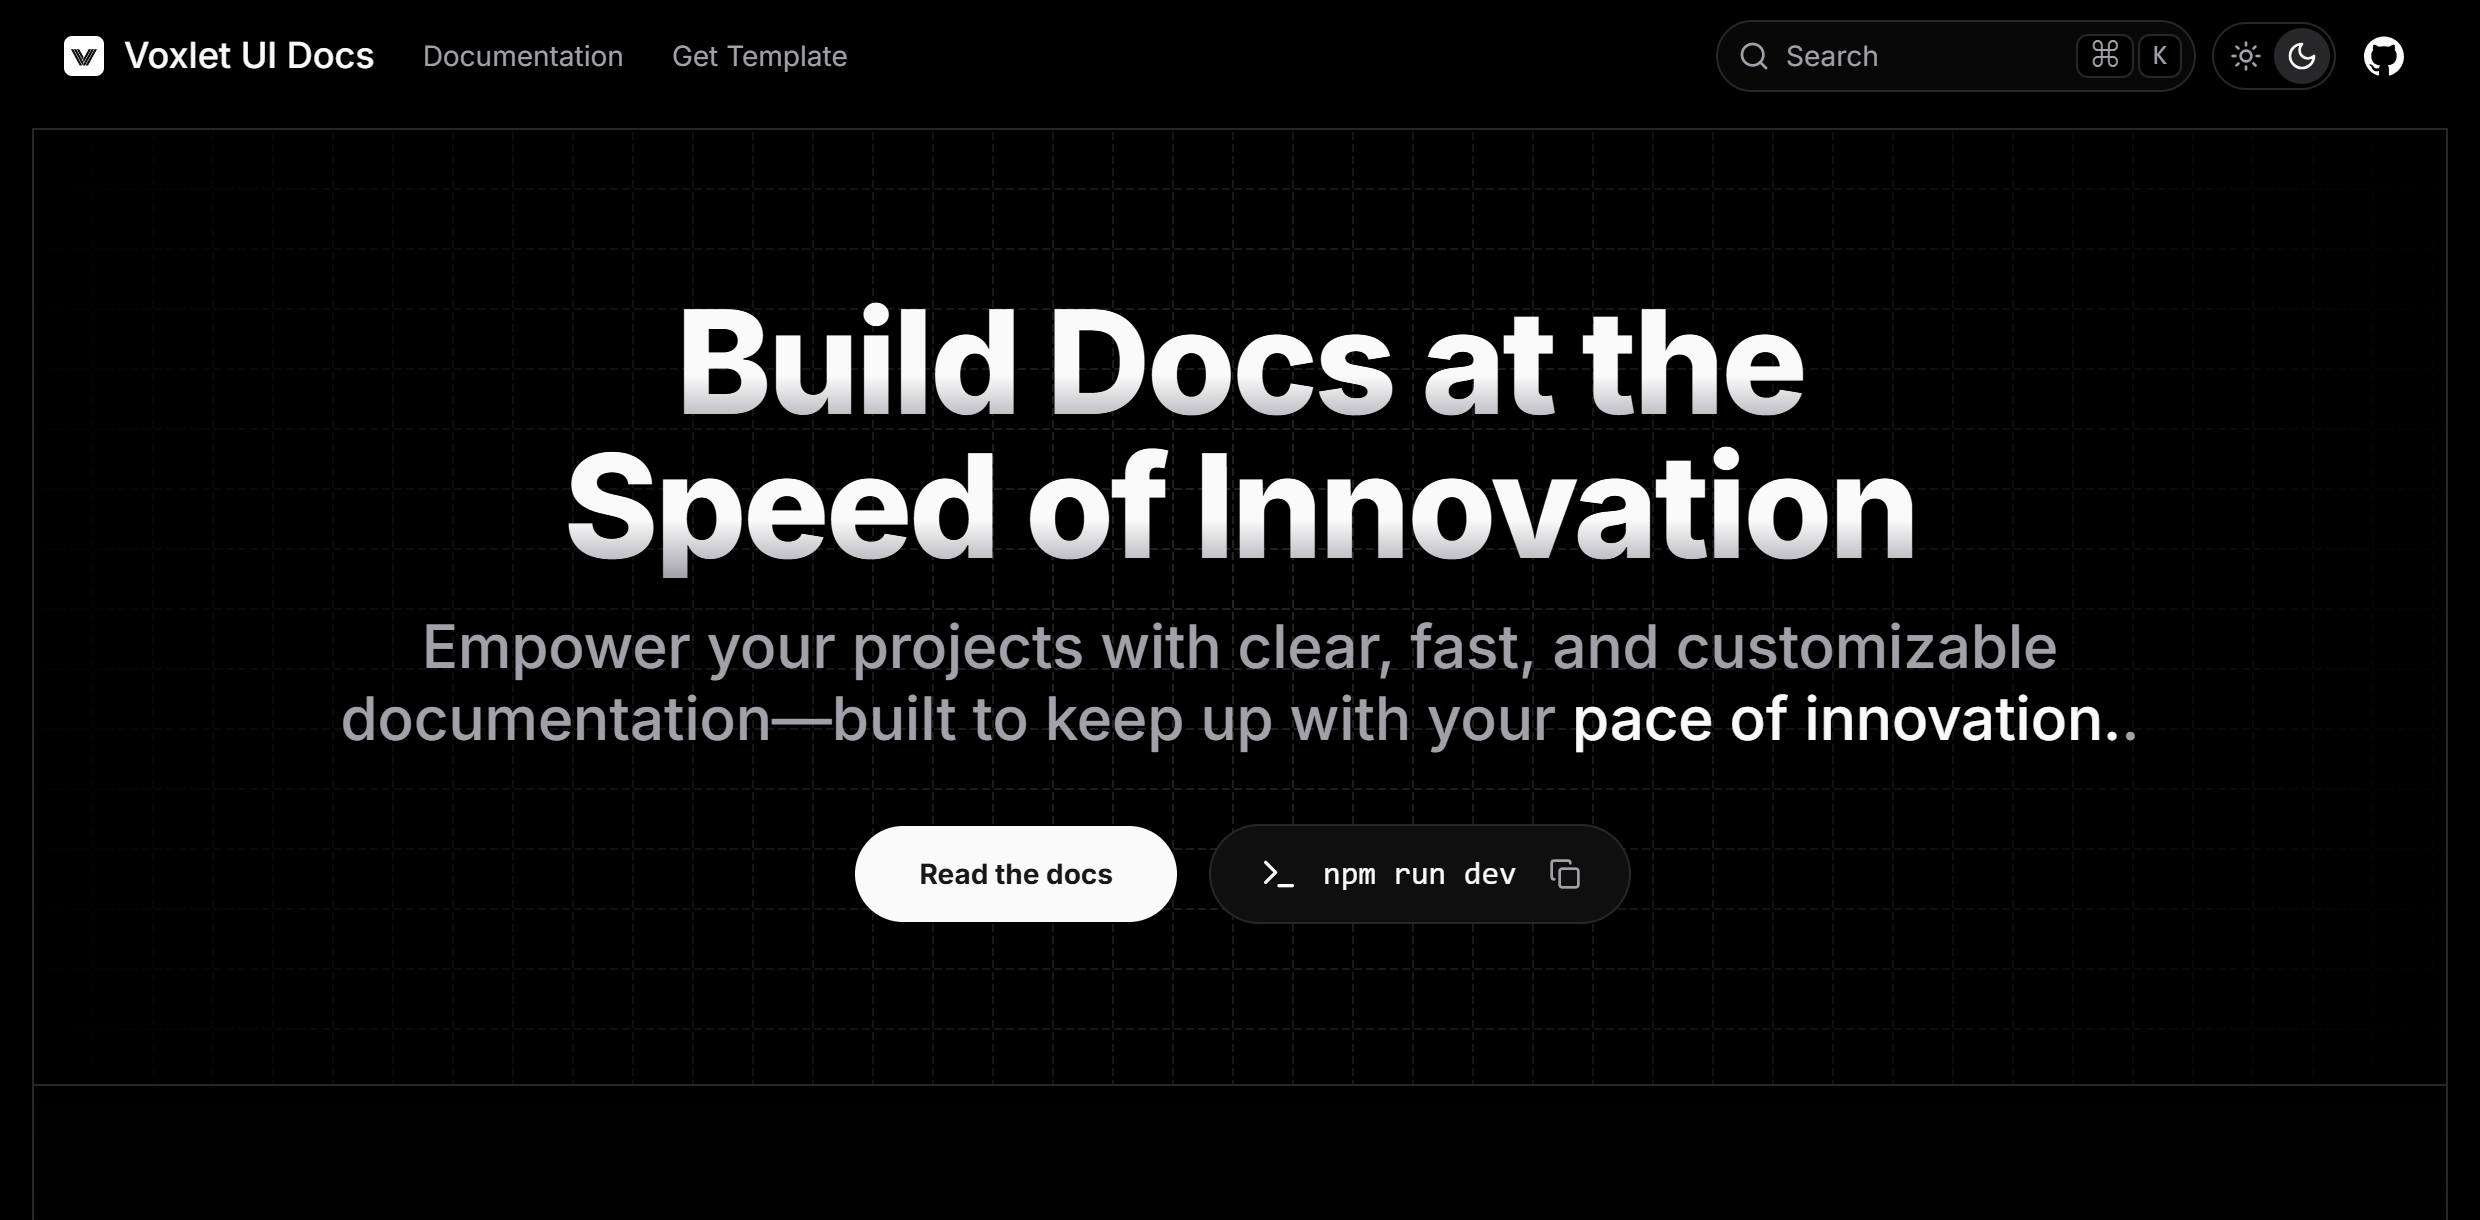 Voxlet UI Docs
Documentation
Get Template
Search
⌘ K
Build Docs at the
Speed of Innovation
Empower your projects with clear, fast, and customizable
documentation—built to keep up with your pace of innovation..
Read the docs
npm run dev